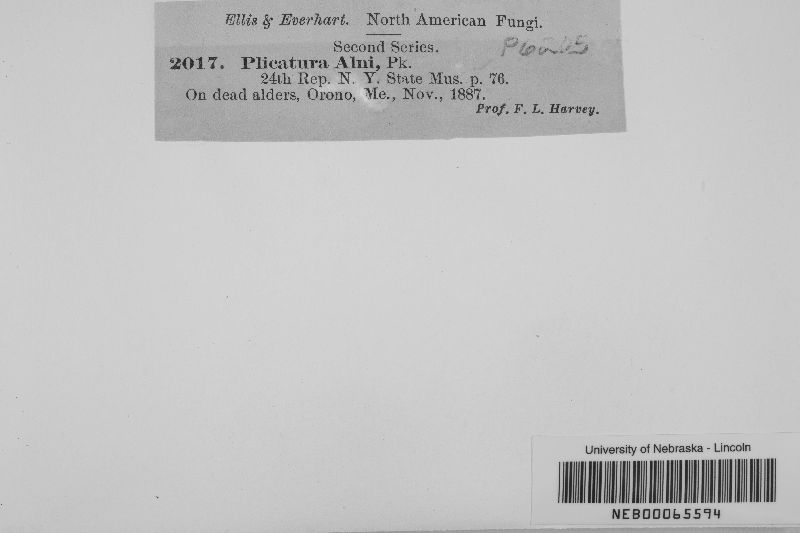 Ellis & Everhart. North American Fungi.
Second Series.
2017. Plicatura Alni, Pk.
24th Rep. N. Y. State Mus. p. 76.
On dead alders, Orono, Me., Nov., 1887.
Prof. F. L. Harvey.
University of Nebraska - Lincoln
NEB00065594